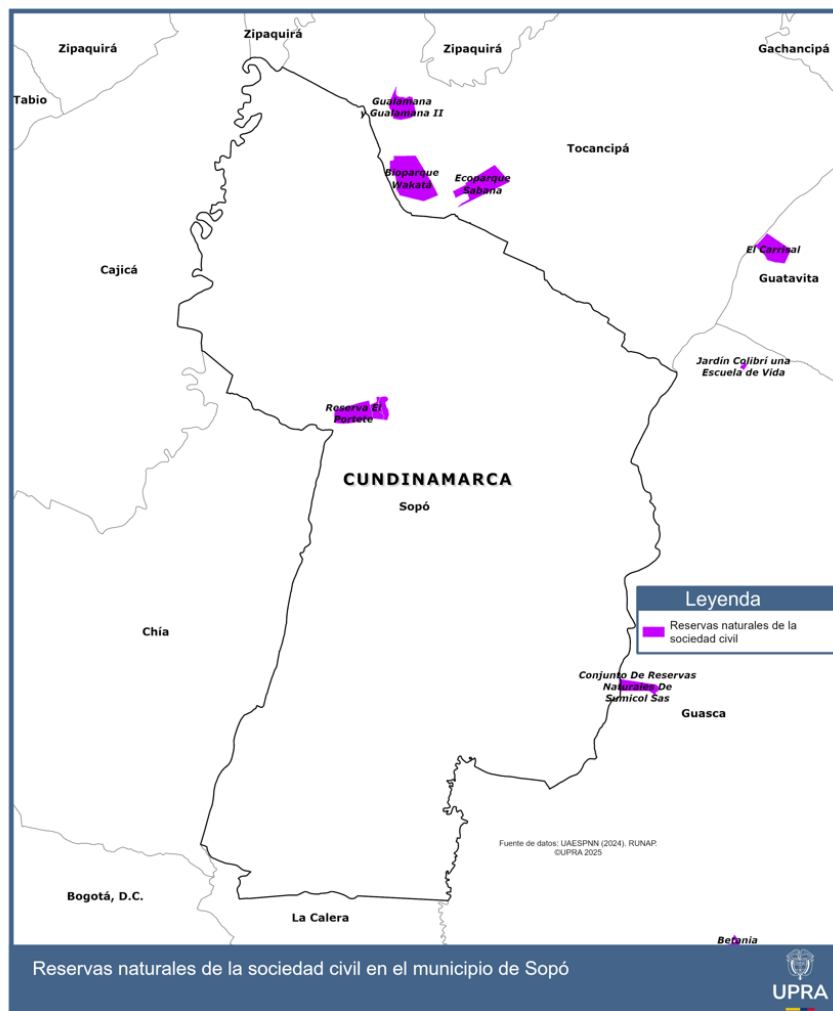 Zipaquirá
Zipaquirá
Zipaquirá
Gachancipá
Tabio
Gualamana
y Gualamana II
Tocancipá
Bioparque
Wakatá
Ecoparque
Sabana
El Carrisal
Cajicá
Guatavita
Jardín Colibrí una
Escuela de Vida
Roserva El
Portete
CUNDINAMARCA
Sopó
Leyenda
Reservas naturales de la
sociedad civil
Chía
Conjunto De Reservas
Naturales De
Sumicol Sas
Guasca
Fuente de datos: UAESPNN (2024). RUNAP.
©UPRA 2025
Bogotá, D.C.
La Calera
Betania
Reservas naturales de la sociedad civil en el municipio de Sopó
UPRA